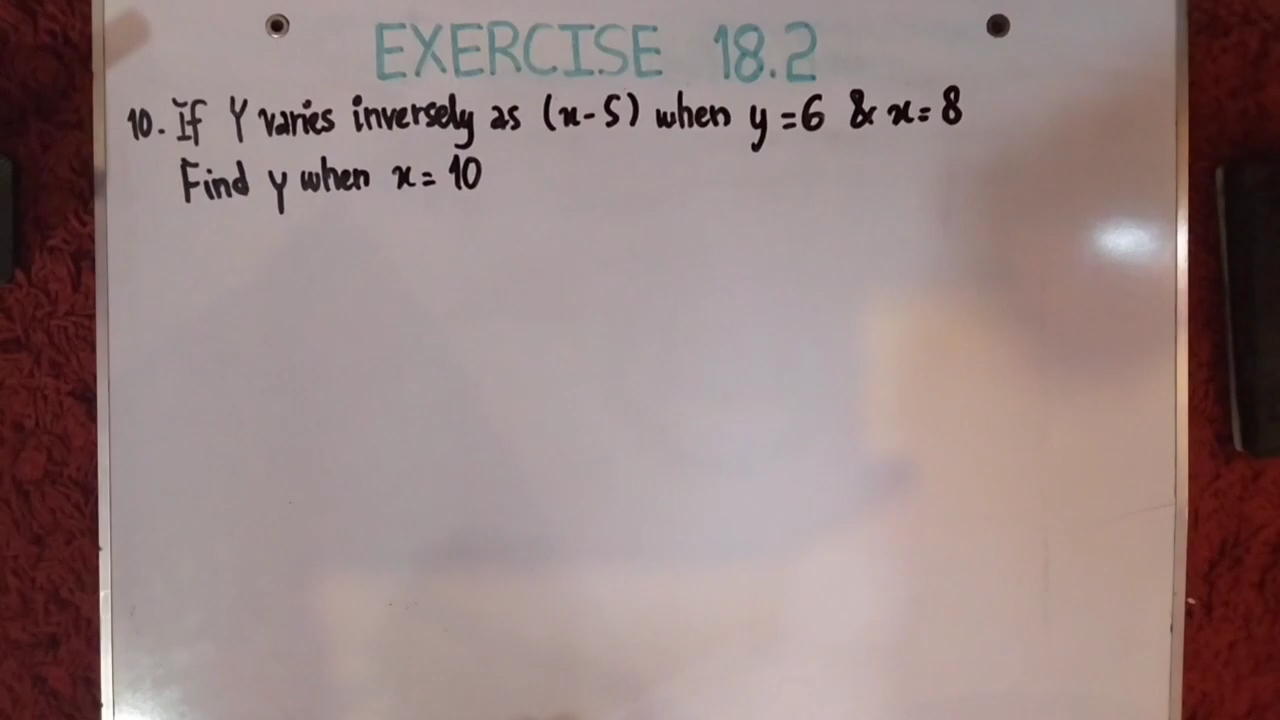 EXERCISE 18.2
10. If Y varies inversely as (x-5) when y=6 & x=8
Find y when x=10